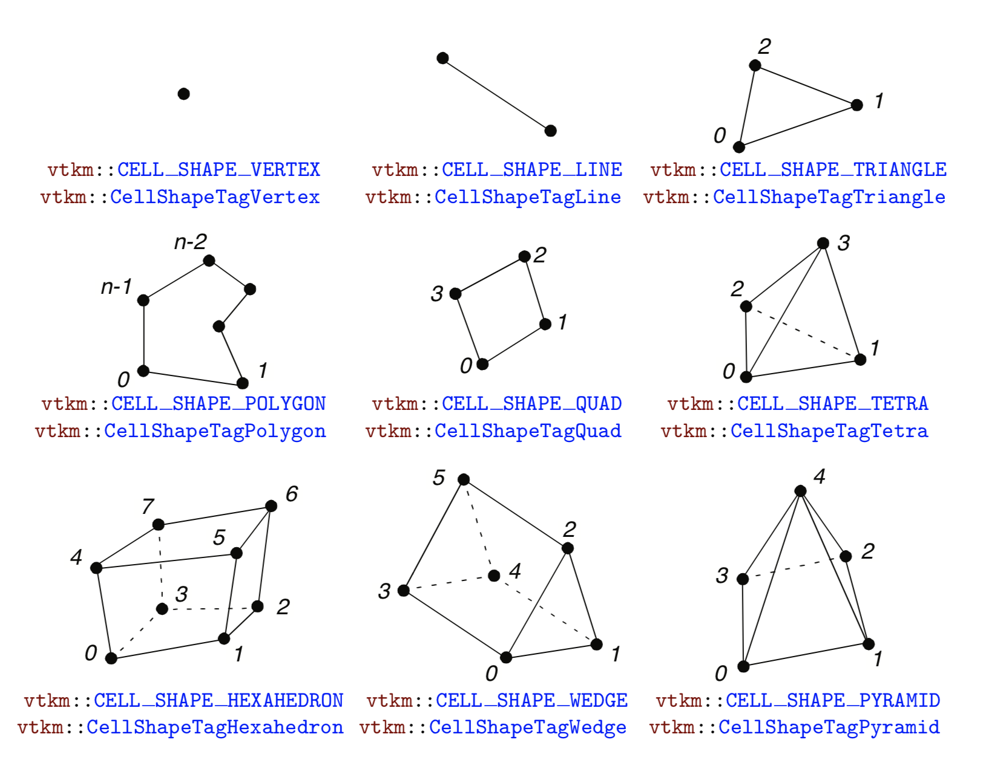 2
1
0
vtkm::CELL_SHAPE_VERTEX
vtkm::CellShapeTagVertex
vtkm::CELL_SHAPE_LINE
vtkm::CellShapeTagLine
vtkm::CELL_SHAPE_TRIANGLE
vtkm::CellShapeTagTriangle
n-2
n-1
0
1
vtkm::CELL_SHAPE_POLYGON
vtkm::CellShapeTagPolygon
2
3
1
0
vtkm::CELL_SHAPE_QUAD
vtkm::CellShapeTagQuad
3
2
1
0
vtkm::CELL_SHAPE_TETRA
vtkm::CellShapeTagTetra
6
7
5
4
3
2
0
1
vtkm::CELL_SHAPE_HEXAHEDRON
vtkm::CellShapeTagHexahedron
5
2
4
3
1
0
vtkm::CELL_SHAPE_WEDGE
vtkm::CellShapeTagWedge
4
2
3
1
0
vtkm::CELL_SHAPE_PYRAMID
vtkm::CellShapeTagPyramid